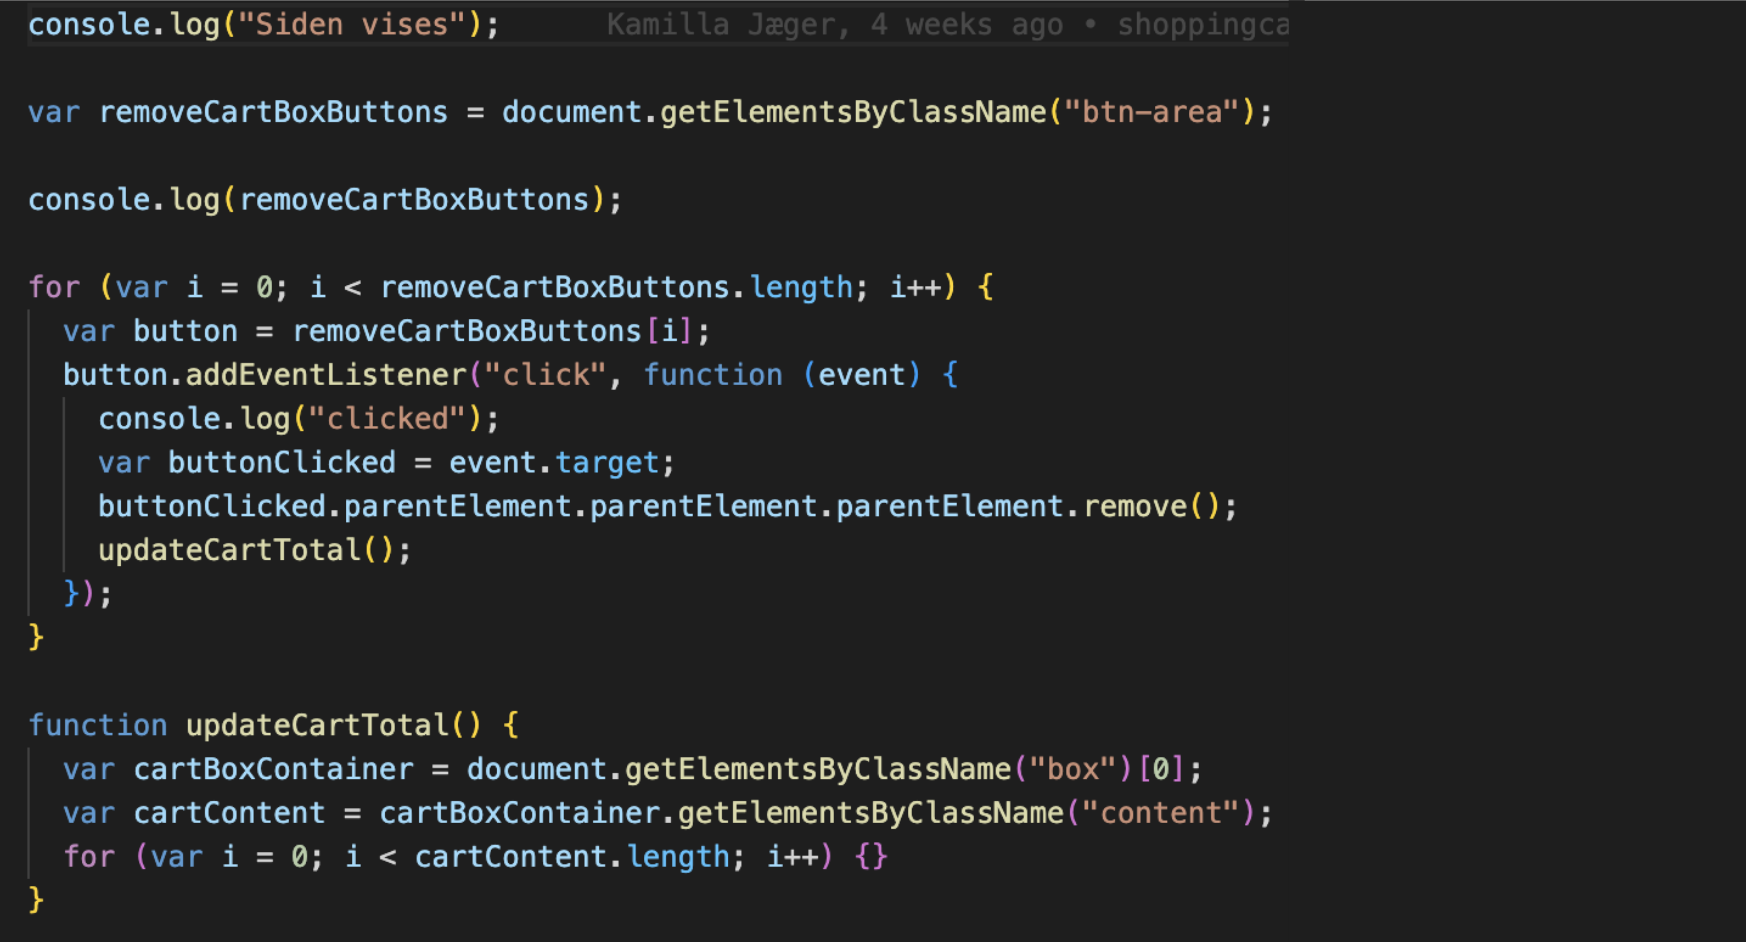 console.log("Siden vises"); Kamilla Jæger, 4 weeks ago • shoppingca
var removeCartBoxButtons = document.getElementsByClassName("btn-area");
console.log(removeCartBoxButtons);
for (var i = 0; i < removeCartBoxButtons.length; i++) {
var button = removeCartBoxButtons[i];
button.addEventListener("click", function (event) {
console.log("clicked");
var buttonClicked = event.target;
buttonClicked.parentElement.parentElement.parentElement.remove();
updateCartTotal();
});
}
function updateCartTotal() {
var cartBoxContainer = document.getElementsByClassName("box")[0];
var cartContent = cartBoxContainer.getElementsByClassName("content");
for (var i = 0; i < cartContent.length; i++) {}
}